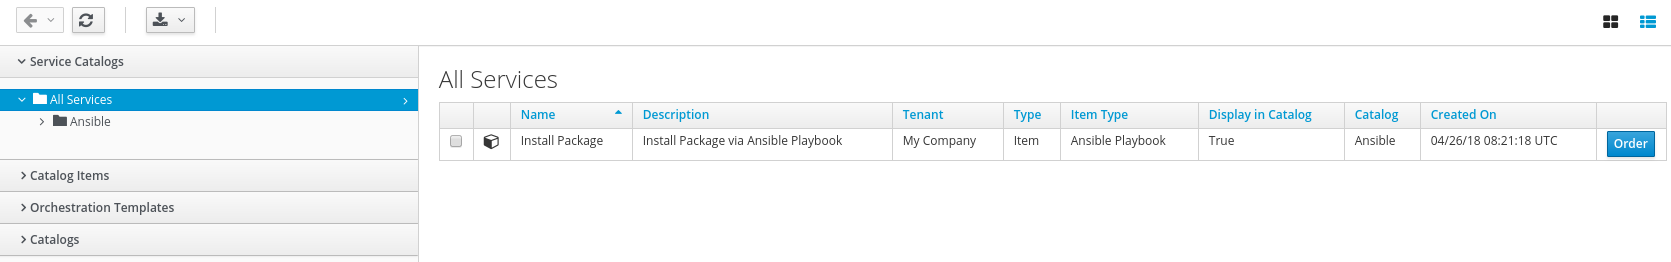 Service Catalogs
All Services
Ansible
Catalog Items
Orchestration Templates
Catalogs
All Services
Name Description Tenant Type Item Type Display in Catalog Catalog Created On
Install Package Install Package via Ansible Playbook My Company Item Ansible Playbook True Ansible 04/26/18 08:21:18 UTC Order